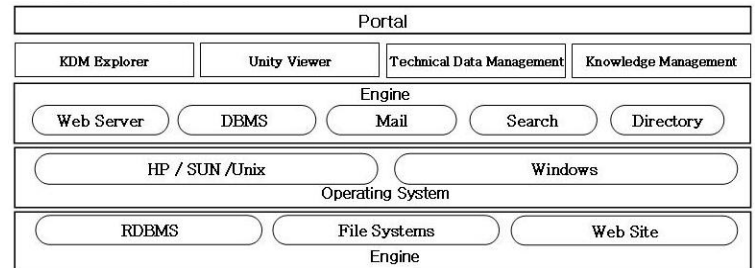 Portal
KDM Explorer
Unity Viewer
Technical Data Management
Knowledge Management
Engine
Web Server
DBMS
Mail
Search
Directory
HP / SUN /Unix
Windows
Operating System
RDBMS
File Systems
Web Site
Engine